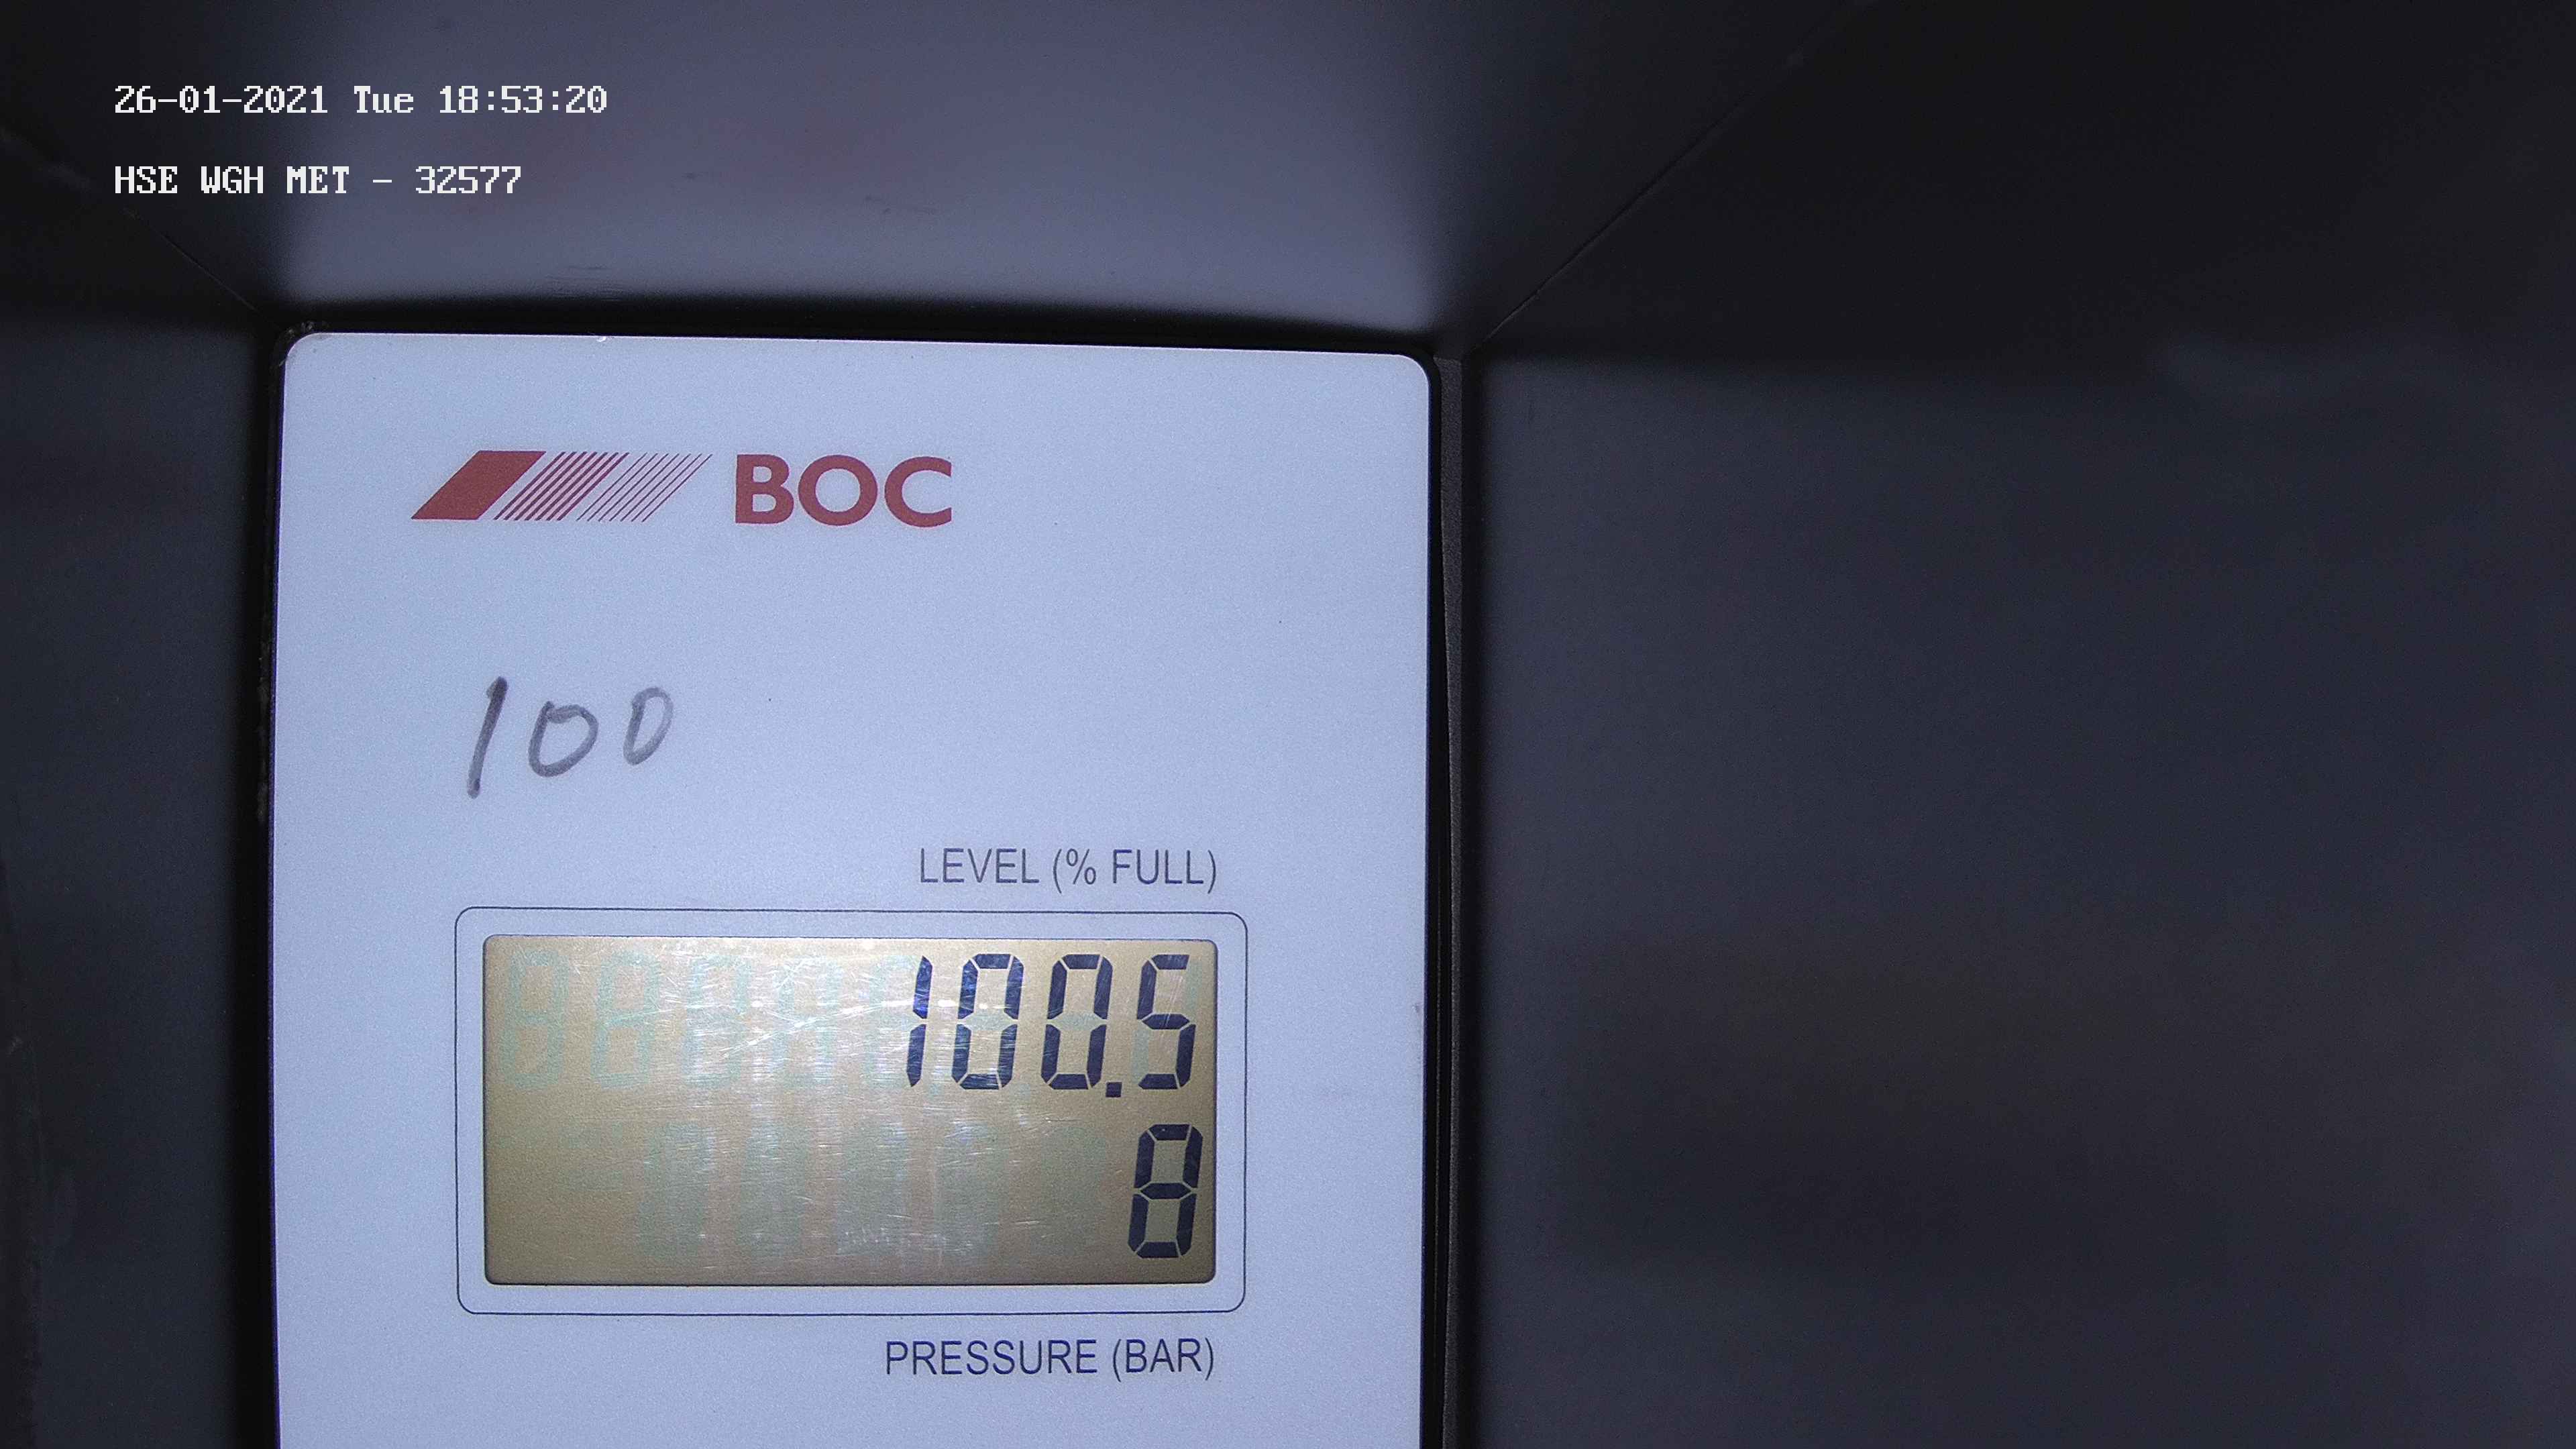 26-01-2021 Tue 18:53:20
HSE WGH MET - 32577
BOC
100
LEVEL (% FULL)
100.5
8
PRESSURE (BAR)